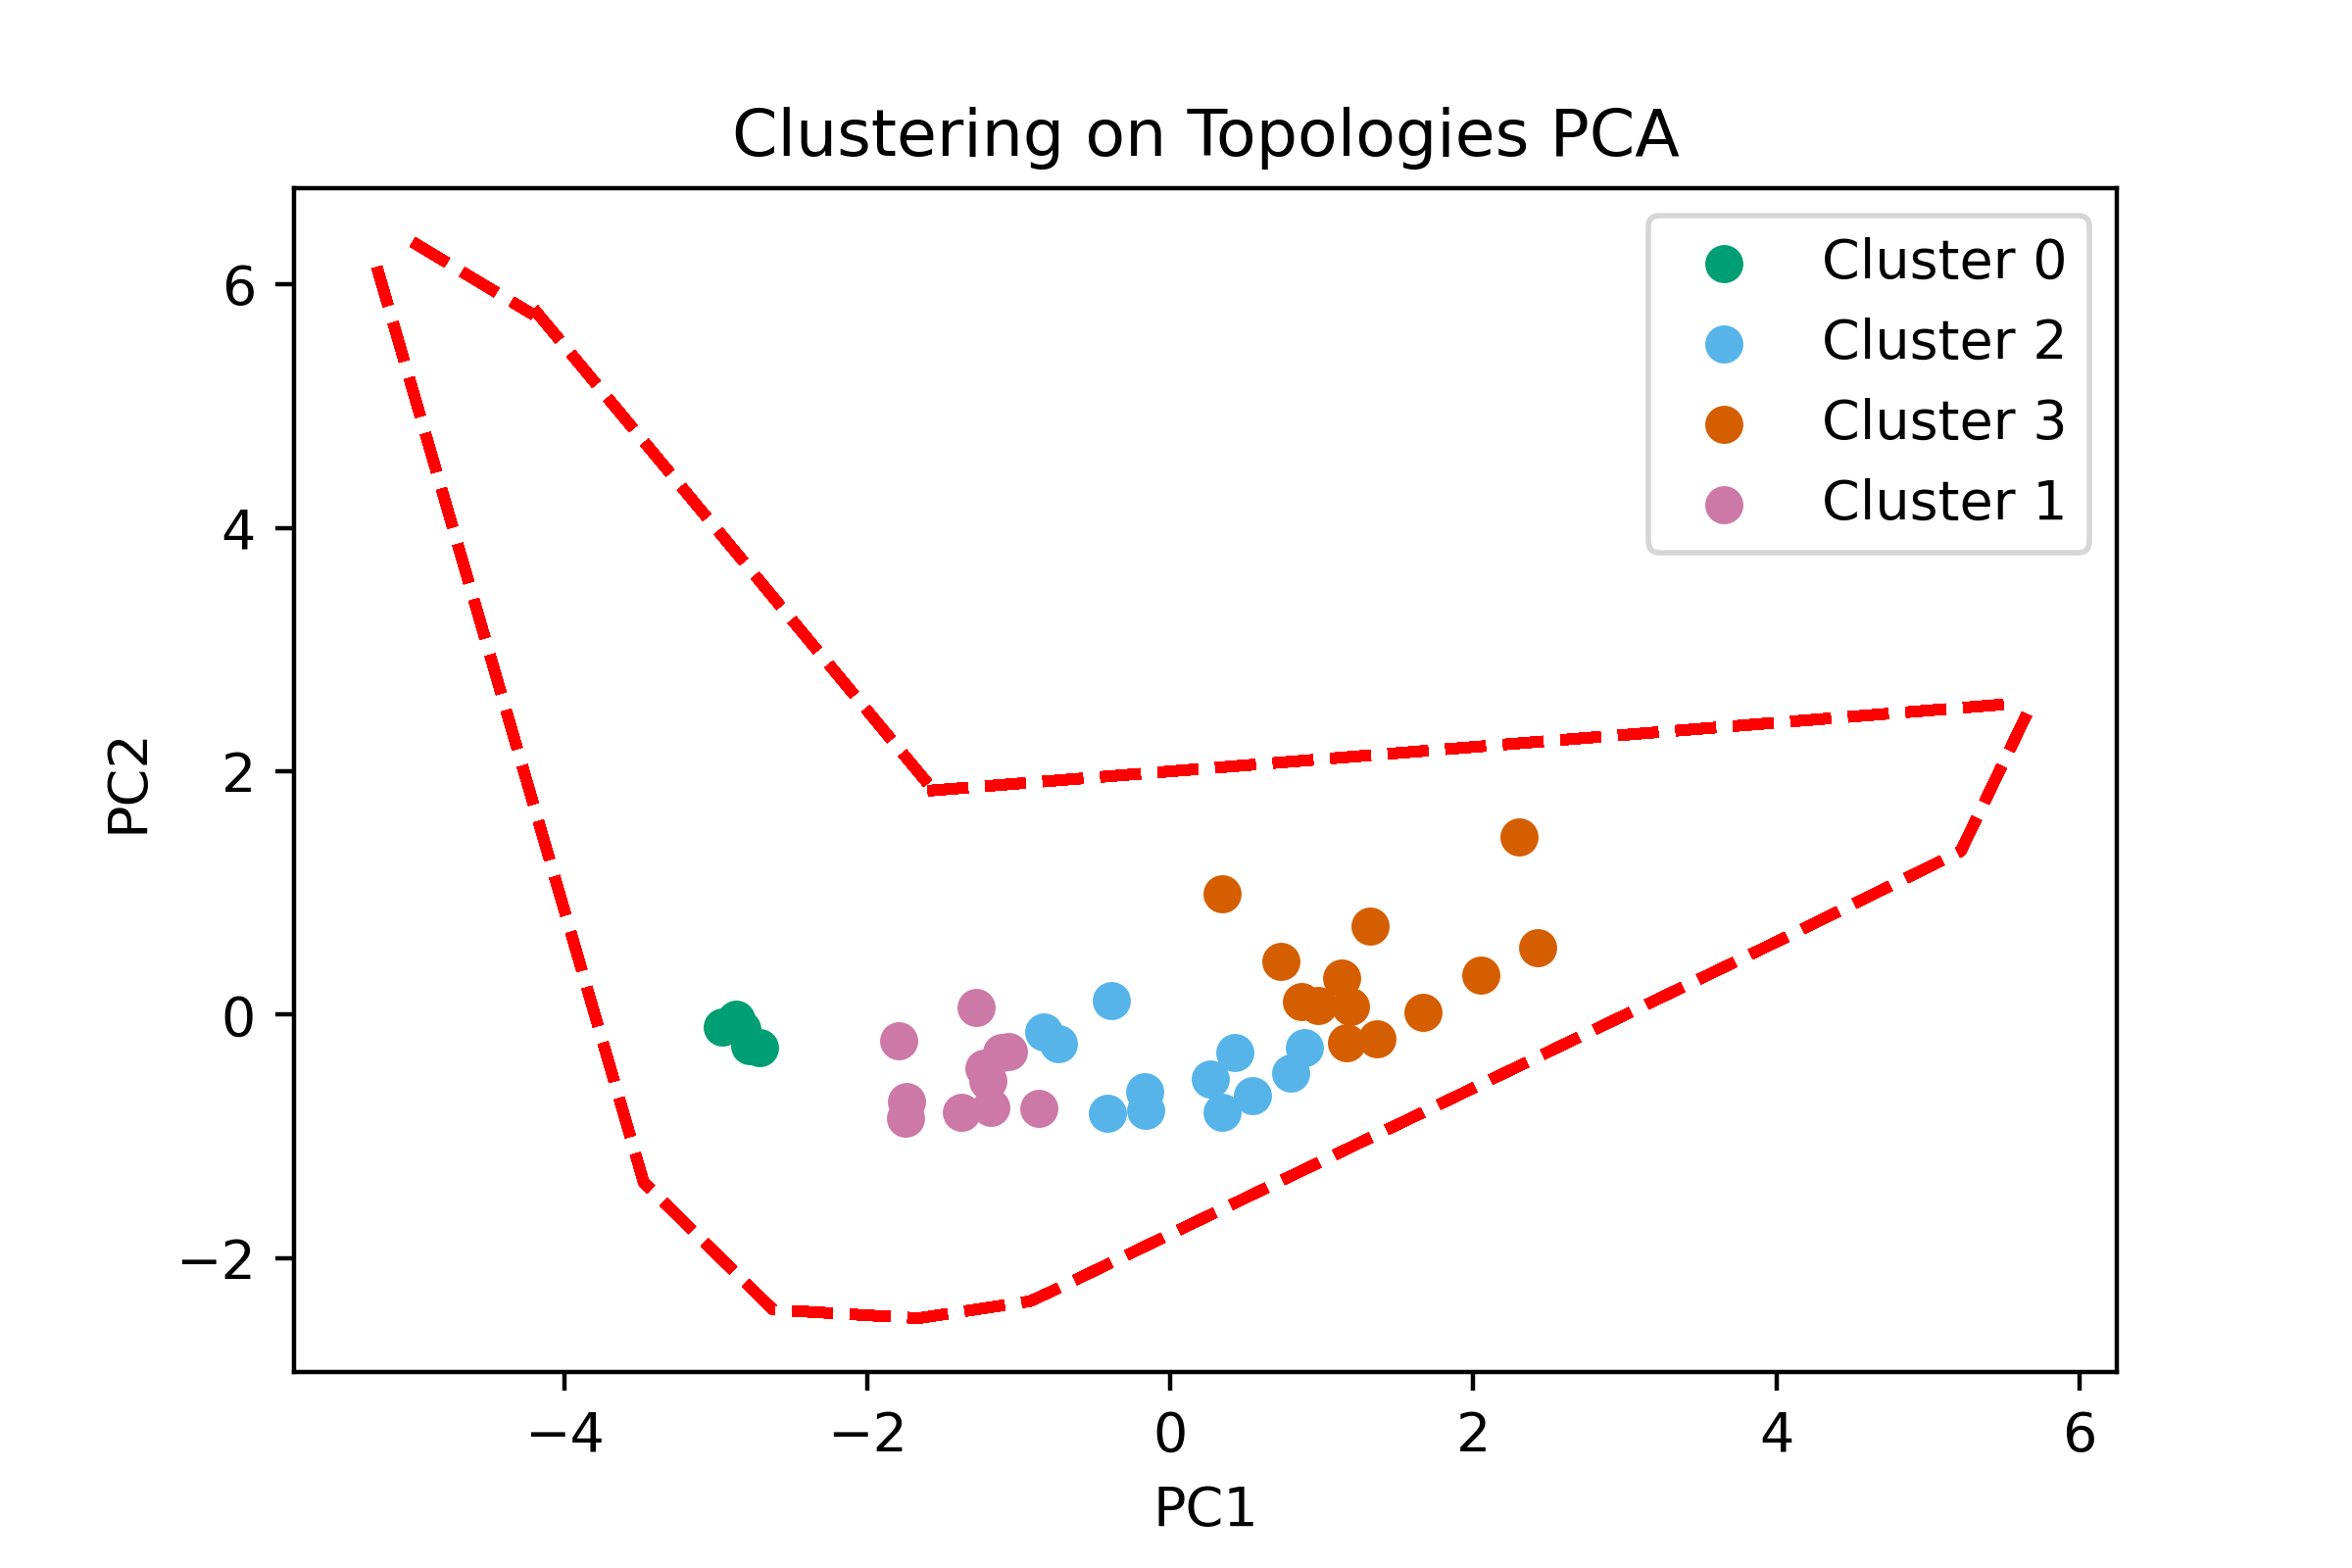 Clustering on Topologies PCA
Cluster 0
Cluster 2
Cluster 3
Cluster 1
6
4
2
0
−2
PC2
−4
−2
0
2
4
6
PC1